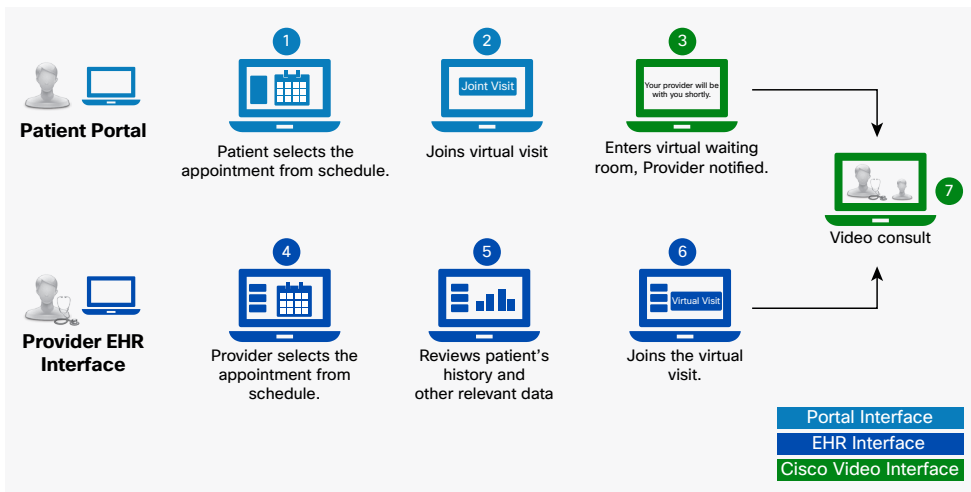 1
2
3
Joint Visit
Your provider will be
with you shortly.
Patient Portal
Patient selects the
appointment from schedule.
Joins virtual visit
Enters virtual waiting
room, Provider notified.
7
Video consult
4
5
6
Virtual Visit
Provider EHR
Interface
Provider selects the
appointment from
schedule.
Reviews patient's
history and
other relevant data
Joins the virtual
visit.
Portal Interface
EHR Interface
Cisco Video Interface